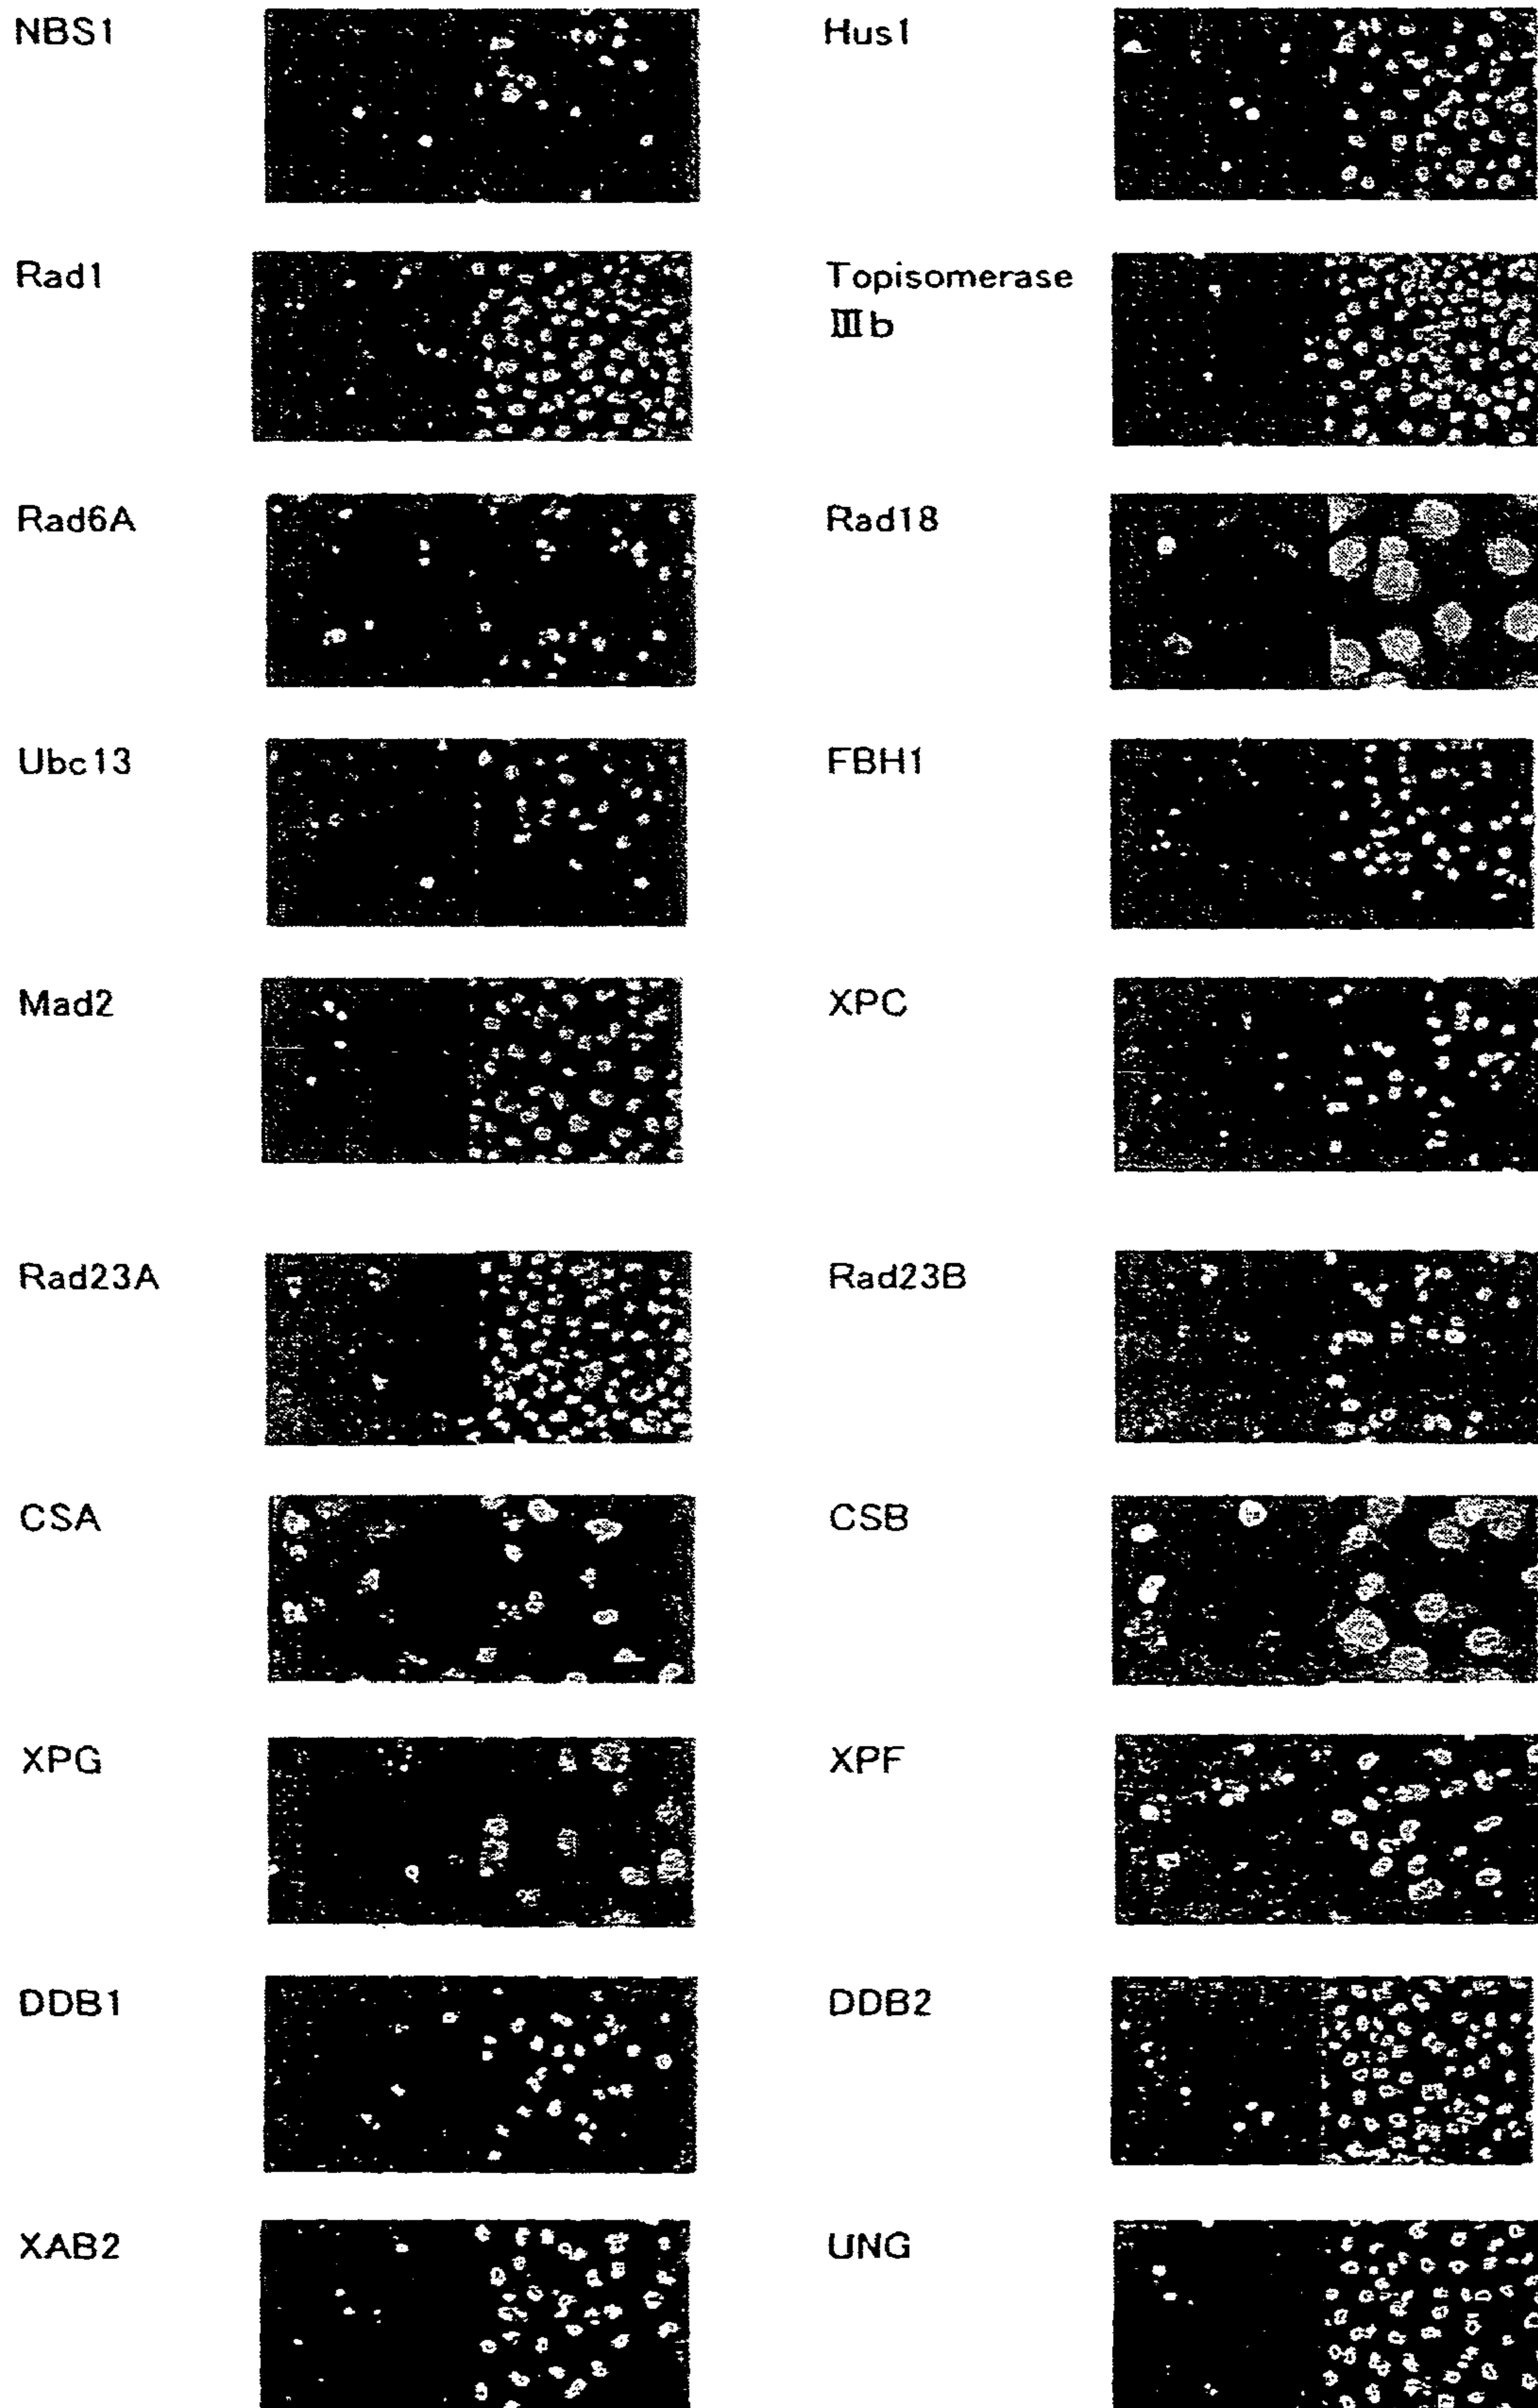 NBS1
Hus1
Rad1
Topisomerase
Ⅲb
Rad6A
Rad18
Ubc13
FBH1
Mad2
XPC
Rad23A
Rad23B
CSA
CSB
XPG
XPF
DDB1
DDB2
XAB2
UNG